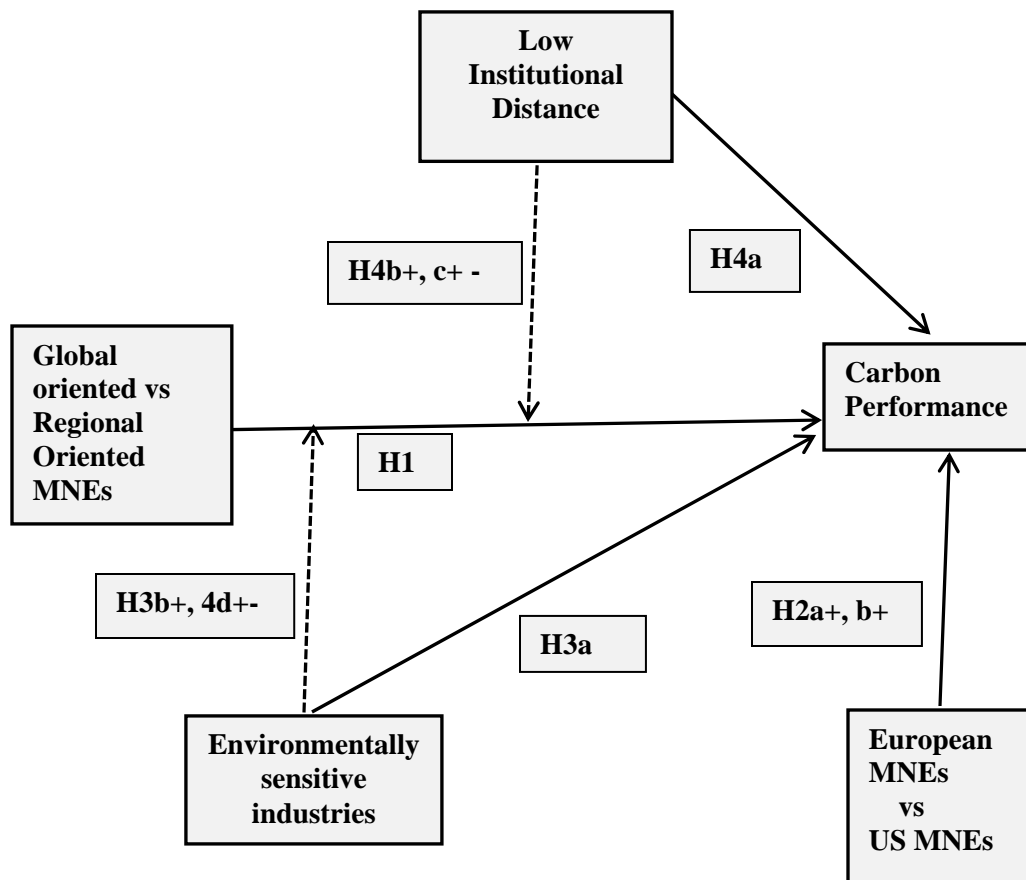 Low
Institutional
Distance
H4b+, c+ -
H4a
Global
oriented vs
Regional
Oriented
MNEs
Carbon
Performance
H1
H3b+, 4d+-
H2a+, b+
H3a
Environmentally
sensitive
industries
European
MNEs
vs
US MNEs